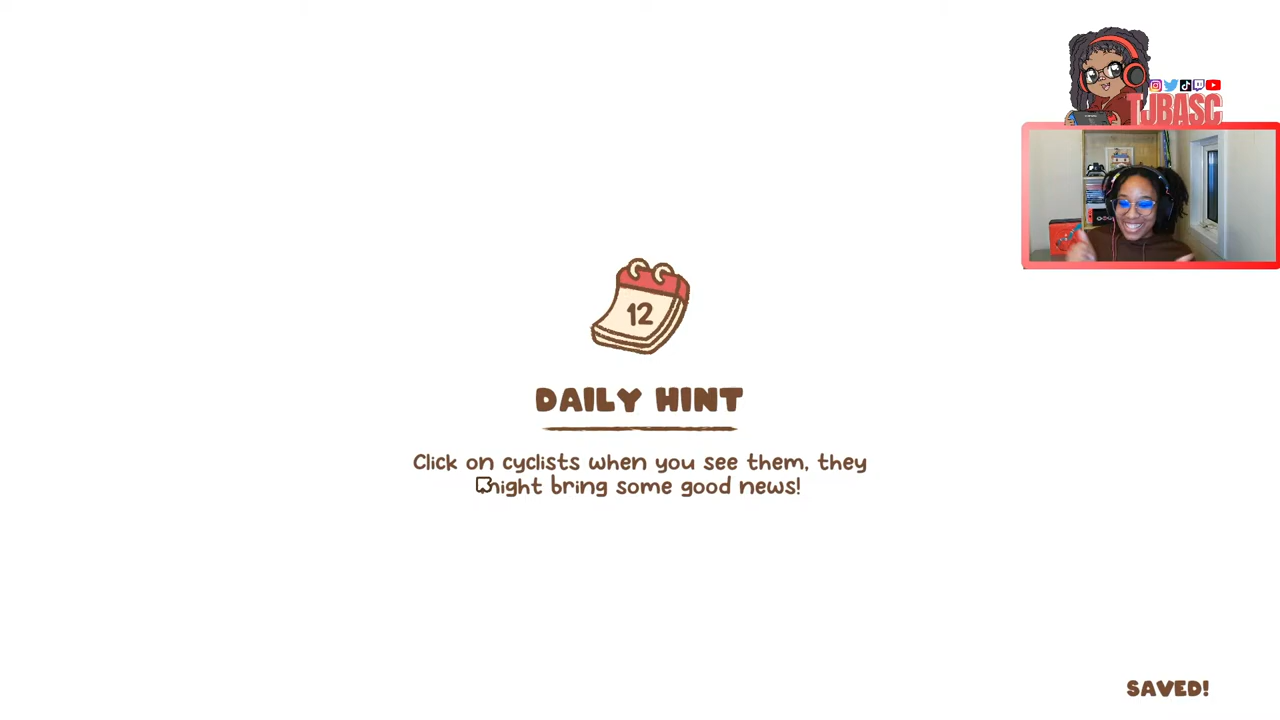 TJBASC
12
DAILY HINT
Click on cyclists when you see them, they
might bring some good news!
SAVED!